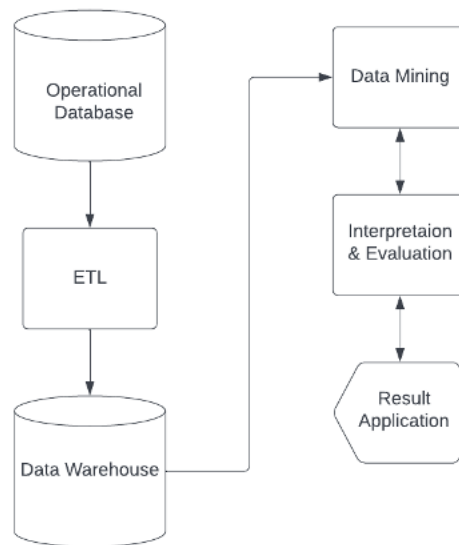 Operational
Database
ETL
Data Warehouse
Data Mining
Interpretaion
& Evaluation
Result
Application